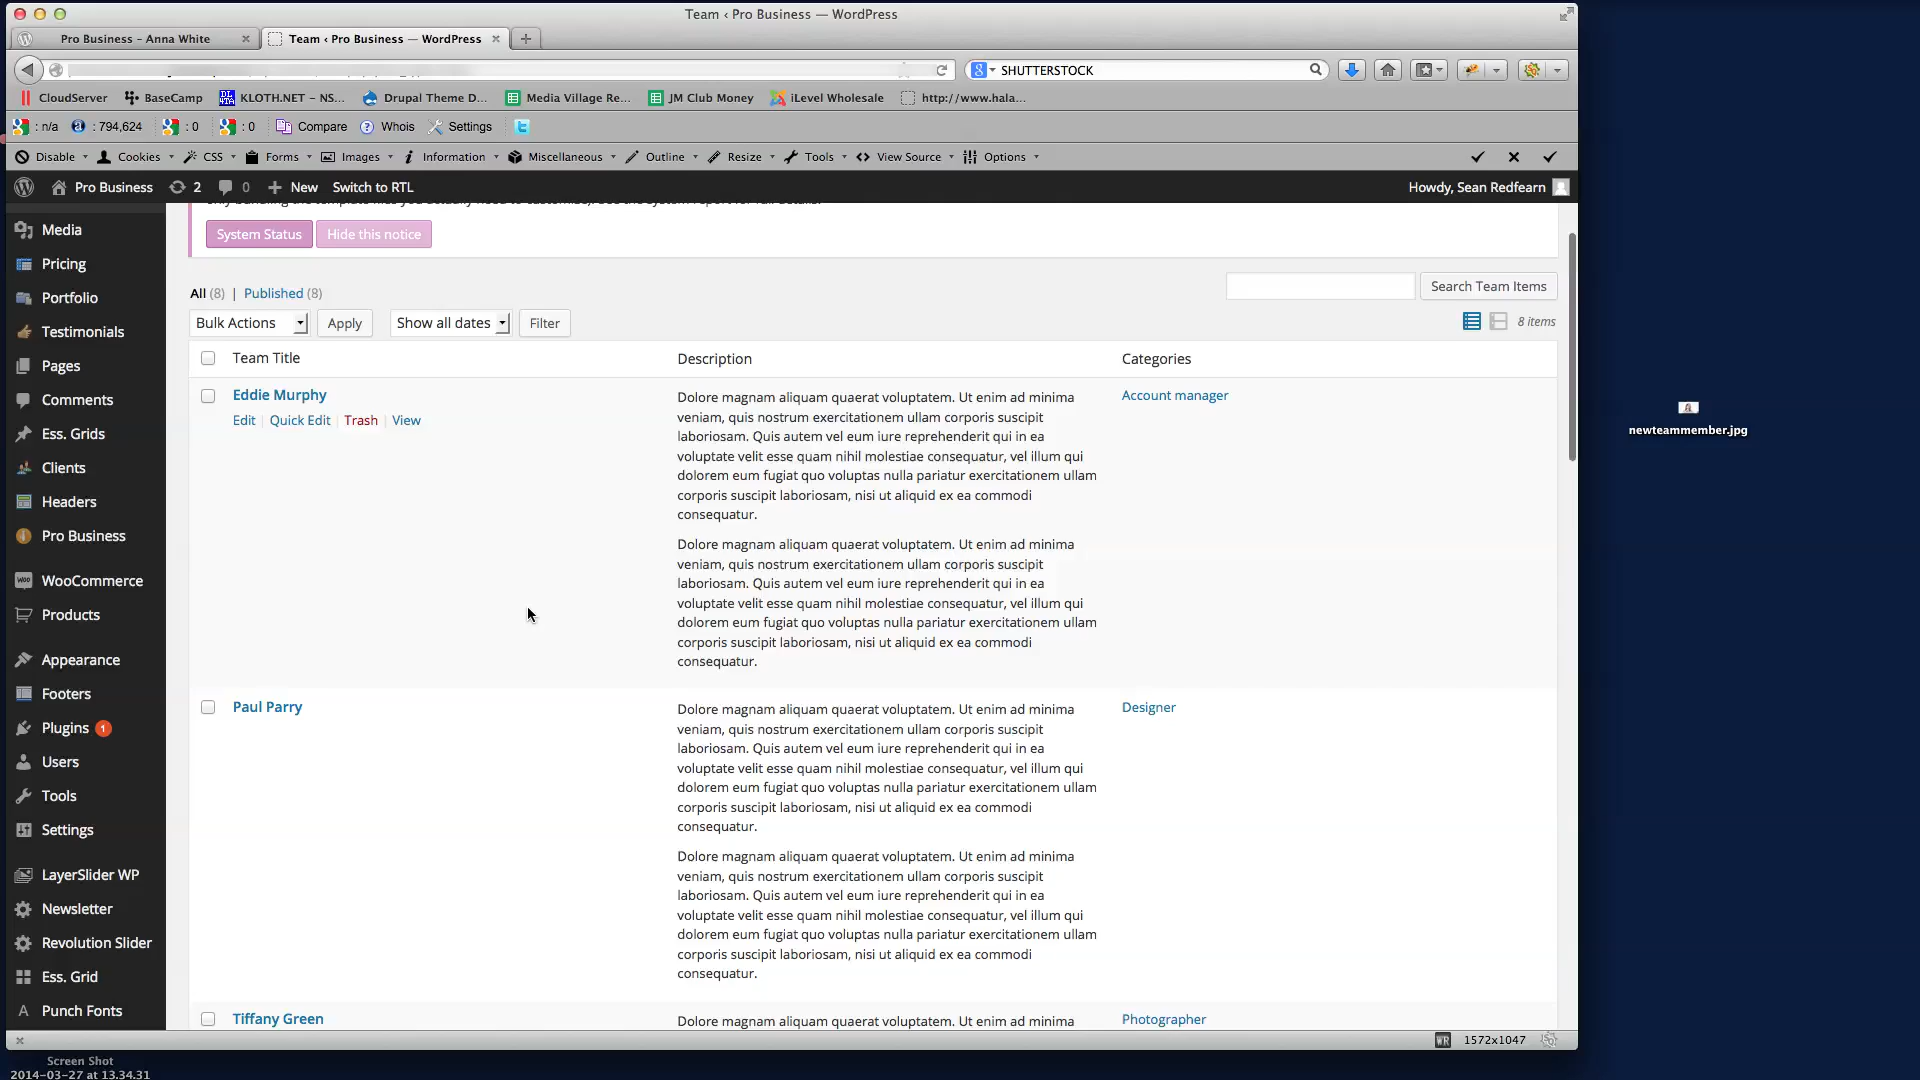 Team ‹ Pro Business — WordPress
Pro Business – Anna White
Team ‹ Pro Business — WordPress
SHUTTERSTOCK
CloudServer
BaseCamp
KLOTH.NET - NS...
Drupal Theme D...
Media Village Re...
JM Club Money
iLevel Wholesale
http://www.hala...
: n/a
: 794,624
: 0
: 0
Compare
Whois
Settings
Disable
Cookies
CSS
Forms
Images
Information
Miscellaneous
Outline
Resize
Tools
View Source
Options
Pro Business
2
0
New
Switch to RTL
Howdy, Sean Redfearn
Media
Pricing
Portfolio
Testimonials
Pages
Comments
Ess. Grids
Clients
Headers
Pro Business
WooCommerce
Products
Appearance
Footers
Plugins 1
Users
Tools
Settings
LayerSlider WP
Newsletter
Revolution Slider
Ess. Grid
Punch Fonts
System Status
Hide this notice
All (8) | Published (8)
Search Team Items
Bulk Actions
Apply
Show all dates
Filter
8 items
Team Title
Description
Categories
Eddie Murphy
Edit | Quick Edit | Trash | View
Dolore magnam aliquam quaerat voluptatem. Ut enim ad minima
veniam, quis nostrum exercitationem ullam corporis suscipit
laboriosam. Quis autem vel eum iure reprehenderit qui in ea
voluptate velit esse quam nihil molestiae consequatur, vel illum qui
dolorem eum fugiat quo voluptas nulla pariatur exercitationem ullam
corporis suscipit laboriosam, nisi ut aliquid ex ea commodi
consequatur.
Dolore magnam aliquam quaerat voluptatem. Ut enim ad minima
veniam, quis nostrum exercitationem ullam corporis suscipit
laboriosam. Quis autem vel eum iure reprehenderit qui in ea
voluptate velit esse quam nihil molestiae consequatur, vel illum qui
dolorem eum fugiat quo voluptas nulla pariatur exercitationem ullam
corporis suscipit laboriosam, nisi ut aliquid ex ea commodi
consequatur.
Account manager
Paul Parry
Dolore magnam aliquam quaerat voluptatem. Ut enim ad minima
veniam, quis nostrum exercitationem ullam corporis suscipit
laboriosam. Quis autem vel eum iure reprehenderit qui in ea
voluptate velit esse quam nihil molestiae consequatur, vel illum qui
dolorem eum fugiat quo voluptas nulla pariatur exercitationem ullam
corporis suscipit laboriosam, nisi ut aliquid ex ea commodi
consequatur.
Dolore magnam aliquam quaerat voluptatem. Ut enim ad minima
veniam, quis nostrum exercitationem ullam corporis suscipit
laboriosam. Quis autem vel eum iure reprehenderit qui in ea
voluptate velit esse quam nihil molestiae consequatur, vel illum qui
dolorem eum fugiat quo voluptas nulla pariatur exercitationem ullam
corporis suscipit laboriosam, nisi ut aliquid ex ea commodi
consequatur.
Designer
Tiffany Green
Dolore magnam aliquam quaerat voluptatem. Ut enim ad minima
Photographer
1572x1047
newteammember.jpg
Screen Shot
2014-03-27 at 13.34.31